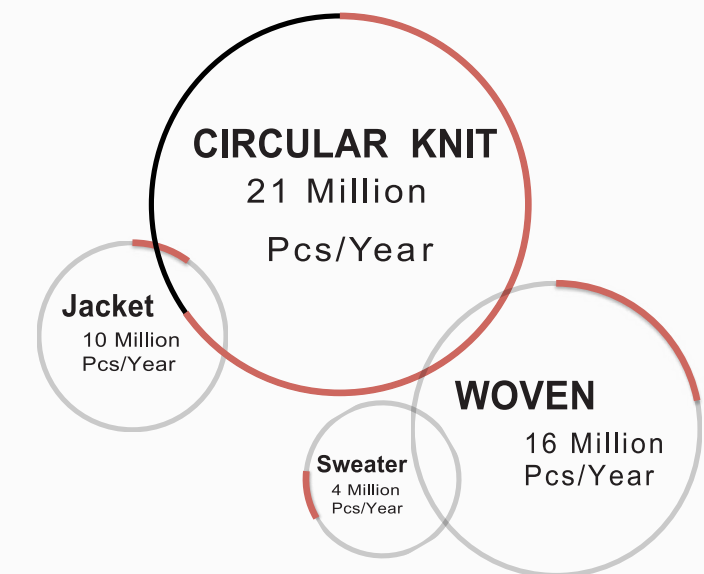 CIRCULAR KNIT
21 Million
Pcs/Year
Jacket
10 Million
Pcs/Year
WOVEN
16 Million
Pcs/Year
Sweater
4 Million
Pcs/Year